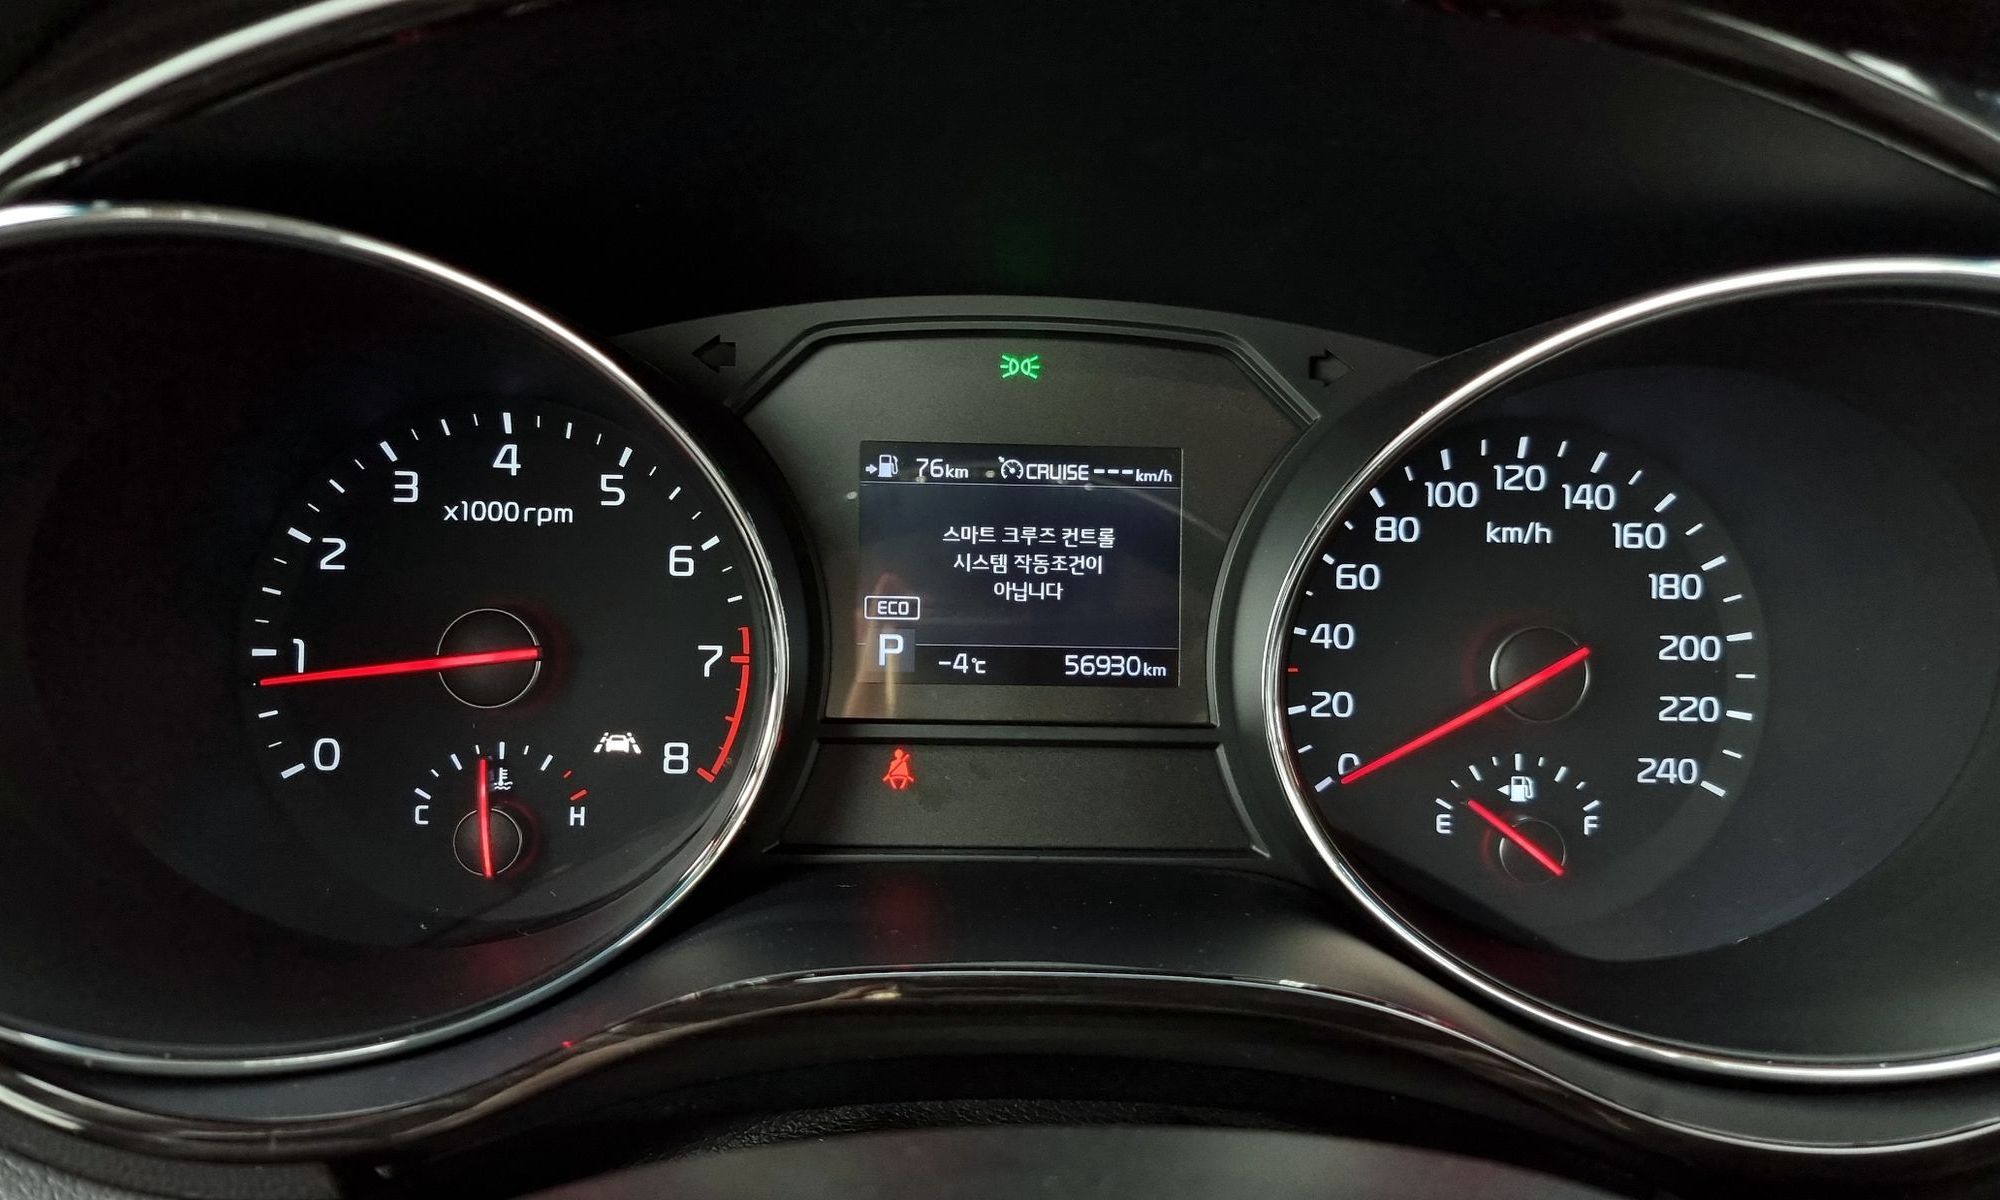 76km CRUISE ---km/h
스마트 크루즈 컨트롤
시스템 작동조건이
아닙니다
ECO
P -4℃ 56930km
0 1 2 3 4 5 6 7 8
x1000rpm
C H
0 20 40 60 80 100 120 140 160 180 200 220 240
km/h
E F